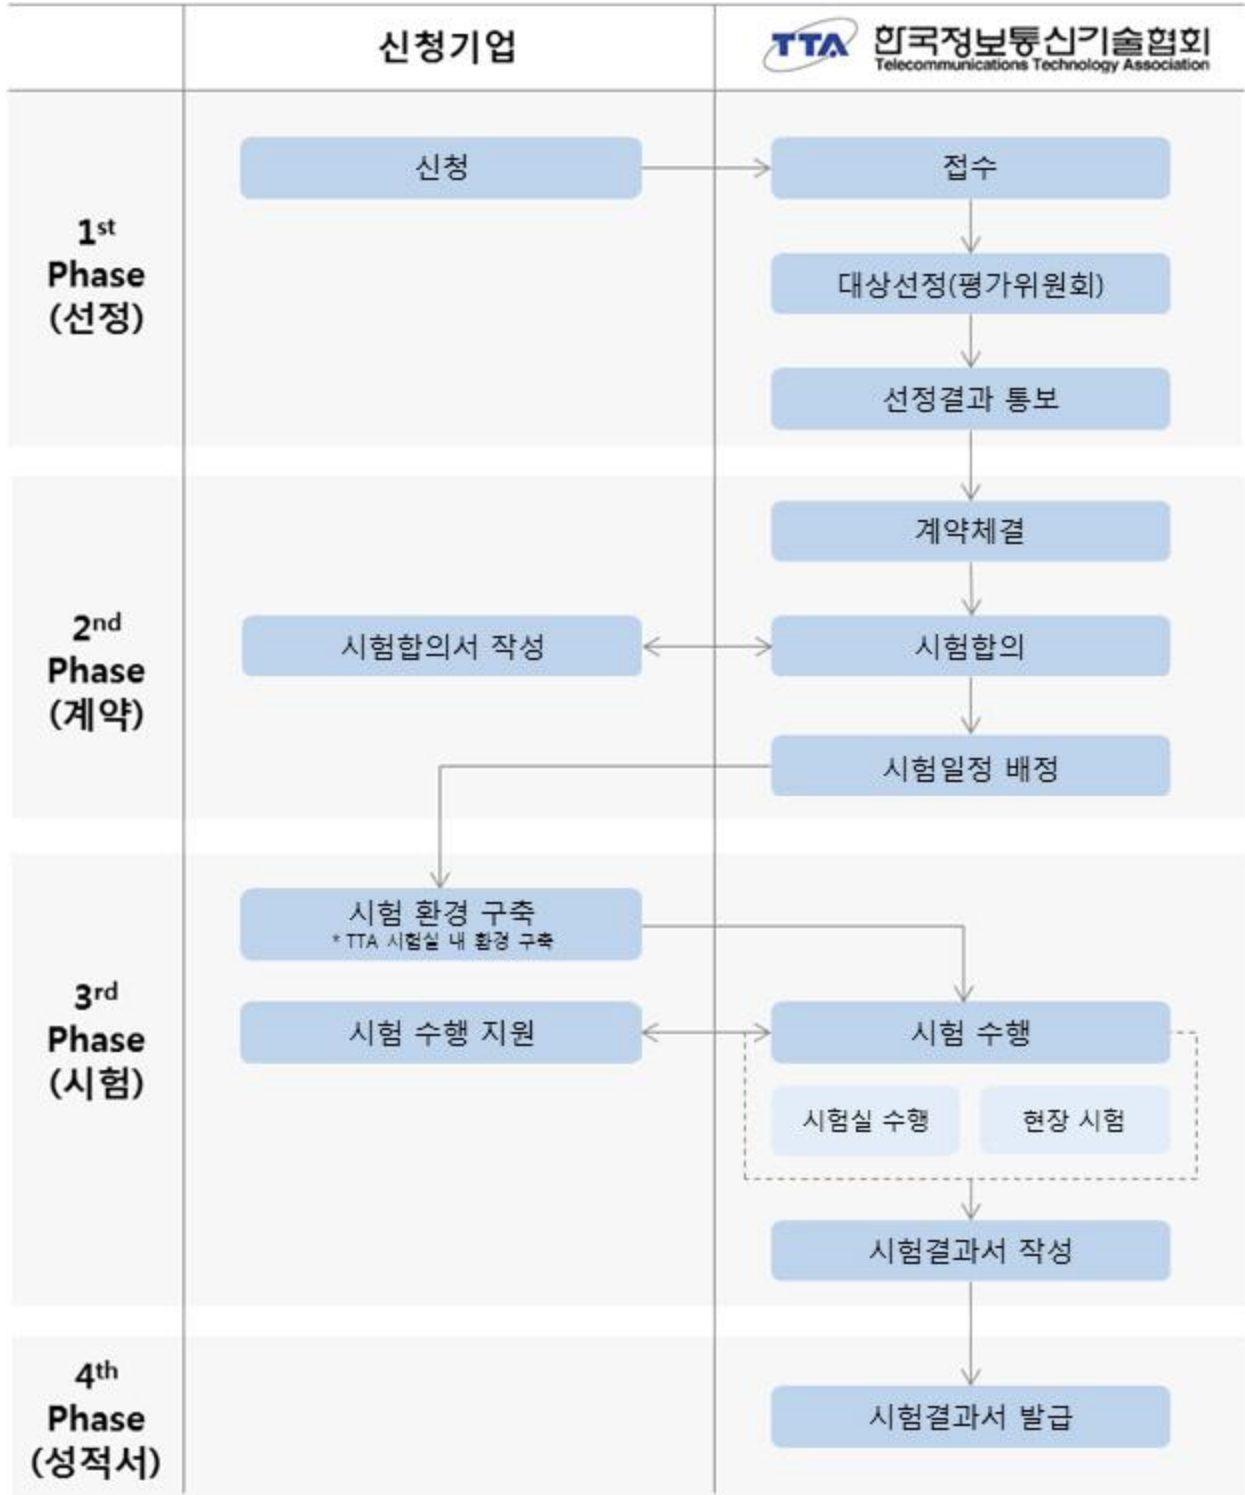 신청기업
TTA 한국정보통신기술협회
Telecommunications Technology Association
1st
Phase
(선정)
신청
접수
대상선정(평가위원회)
선정결과 통보
2nd
Phase
(계약)
계약체결
시험합의서 작성
시험합의
시험일정 배정
3rd
Phase
(시험)
시험 환경 구축
* TTA 시험실 내 환경 구축
시험 수행 지원
시험 수행
시험실 수행
현장 시험
시험결과서 작성
4th
Phase
(성적서)
시험결과서 발급